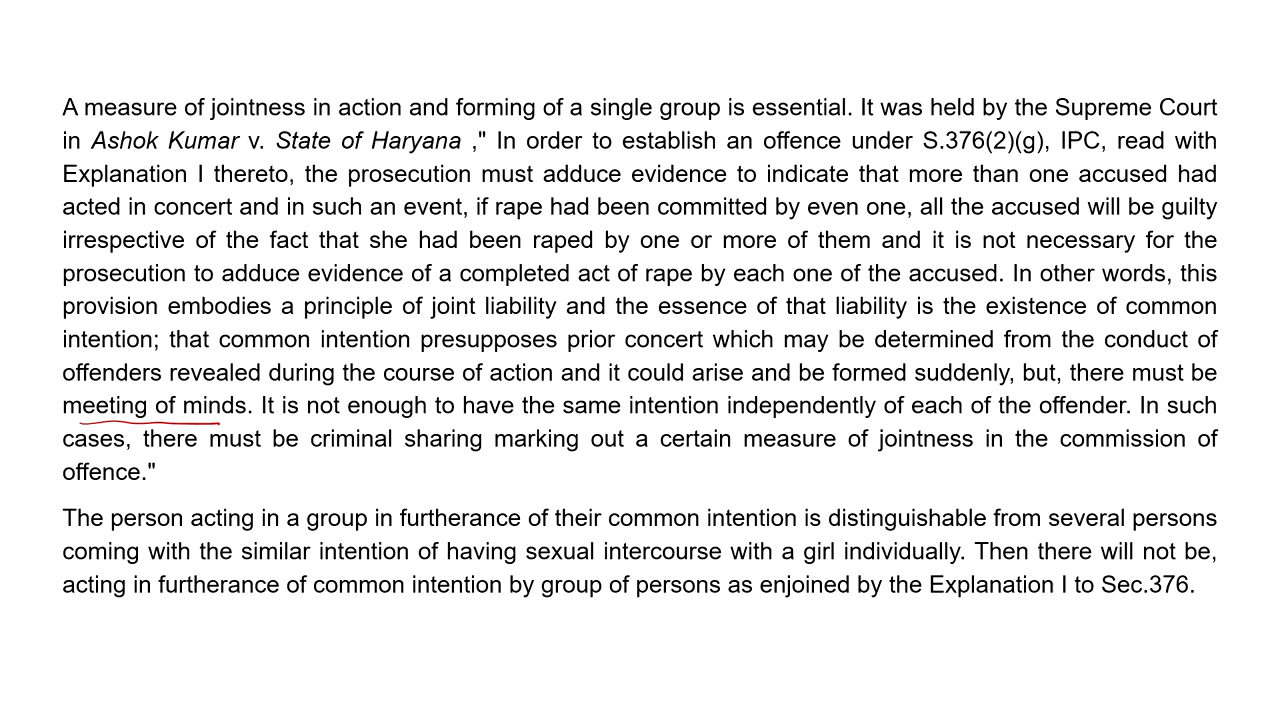 A measure of jointness in action and forming of a single group is essential. It was held by the Supreme Court
in Ashok Kumar v. State of Haryana ," In order to establish an offence under S.376(2)(g), IPC, read with
Explanation I thereto, the prosecution must adduce evidence to indicate that more than one accused had
acted in concert and in such an event, if rape had been committed by even one, all the accused will be guilty
irrespective of the fact that she had been raped by one or more of them and it is not necessary for the
prosecution to adduce evidence of a completed act of rape by each one of the accused. In other words, this
provision embodies a principle of joint liability and the essence of that liability is the existence of common
intention; that common intention presupposes prior concert which may be determined from the conduct of
offenders revealed during the course of action and it could arise and be formed suddenly, but, there must be
meeting of minds. It is not enough to have the same intention independently of each of the offender. In such
cases, there must be criminal sharing marking out a certain measure of jointness in the commission of
offence."
The person acting in a group in furtherance of their common intention is distinguishable from several persons
coming with the similar intention of having sexual intercourse with a girl individually. Then there will not be,
acting in furtherance of common intention by group of persons as enjoined by the Explanation I to Sec.376.